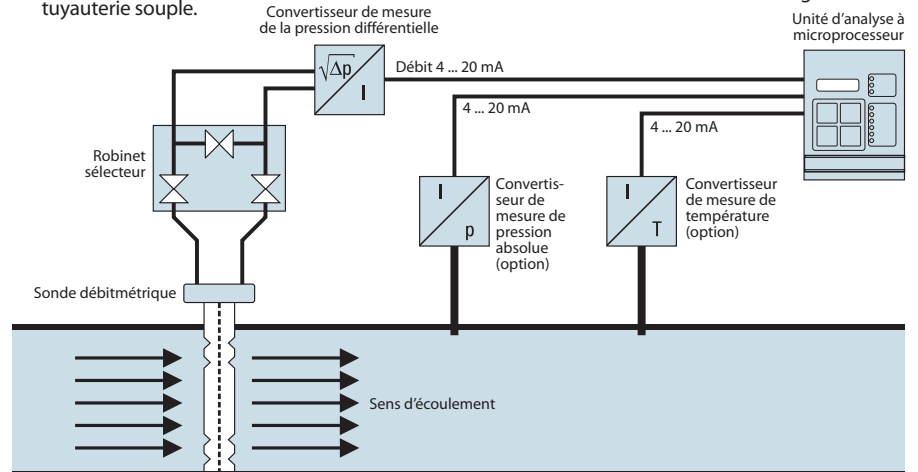 tuyauterie souple.
Convertisseur de mesure
de la pression différentielle
Unité d'analyse à
microprocesseur
√Δp
I
Débit 4 ... 20 mA
4 ... 20 mA
4 ... 20 mA
Robinet
sélecteur
I
p
Convertis-
seur de
mesure de
pression
absolue
(option)
I
T
Convertisseur
de mesure de
température
(option)
Sonde débitmétrique
Sens d'écoulement